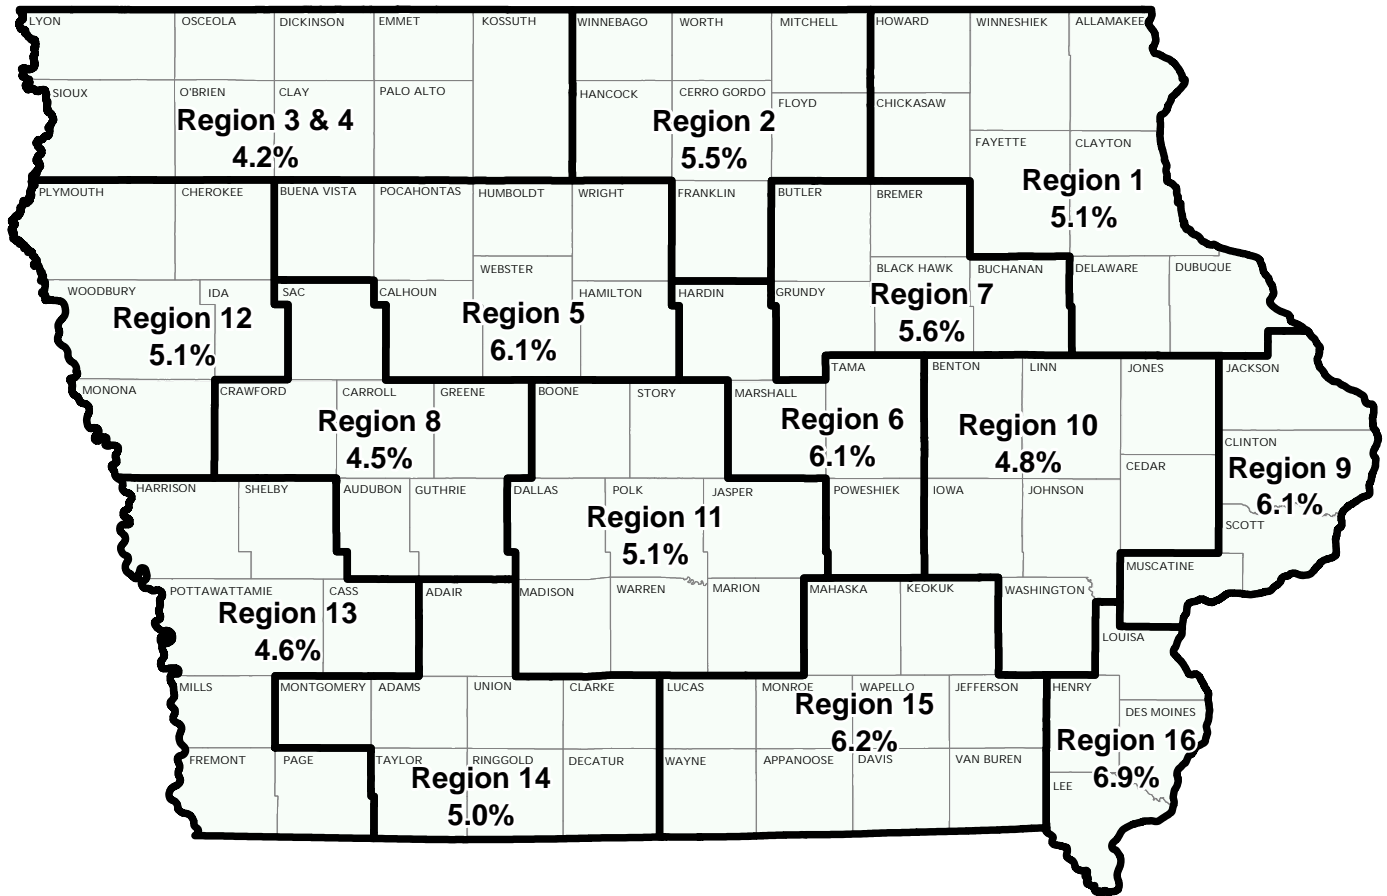 LYON OSCEOLA DICKINSON EMMET KOSSUTH WINNEBAGO WORTH MITCHELL HOWARD WINNESHIEK ALLAMAKEE
SIOUX O'BRIEN CLAY PALO ALTO HANCOCK CERRO GORDO FLOYD CHICKASAW
Region 3 & 4
4.2%
Region 2
5.5%
FAYETTE CLAYTON
Region 1
5.1%
PLYMOUTH CHEROKEE BUENA VISTA POCAHONTAS HUMBOLDT WRIGHT FRANKLIN BUTLER BREMER
WEBSTER BLACK HAWK BUCHANAN DELAWARE DUBUQUE
WOODBURY IDA SAC CALHOUN HAMILTON HARDIN GRUNDY
Region 12
5.1%
Region 5
6.1%
Region 7
5.6%
MONONA CRAWFORD CARROLL GREENE BOONE STORY MARSHALL TAMA BENTON LINN JONES JACKSON
Region 8
4.5%
Region 6
6.1%
Region 10
4.8%
CLINTON
Region 9
6.1%
CEDAR
HARRISON SHELBY AUDUBON GUTHRIE DALLAS POLK JASPER POWESHIEK IOWA JOHNSON
SCOTT
Region 11
5.1%
MUSCATINE
POTTAWATTAMIE CASS ADAIR MADISON WARREN MARION MAHASKA KEOKUK WASHINGTON
Region 13
4.6%
LOUISA
MILLS MONTGOMERY ADAMS UNION CLARKE LUCAS MONROE WAPELLO JEFFERSON HENRY
Region 15
6.2%
DES MOINES
Region 16
6.9%
FREMONT PAGE TAYLOR RINGGOLD DECATUR WAYNE APPANOOSE DAVIS VAN BUREN
LEE
Region 14
5.0%